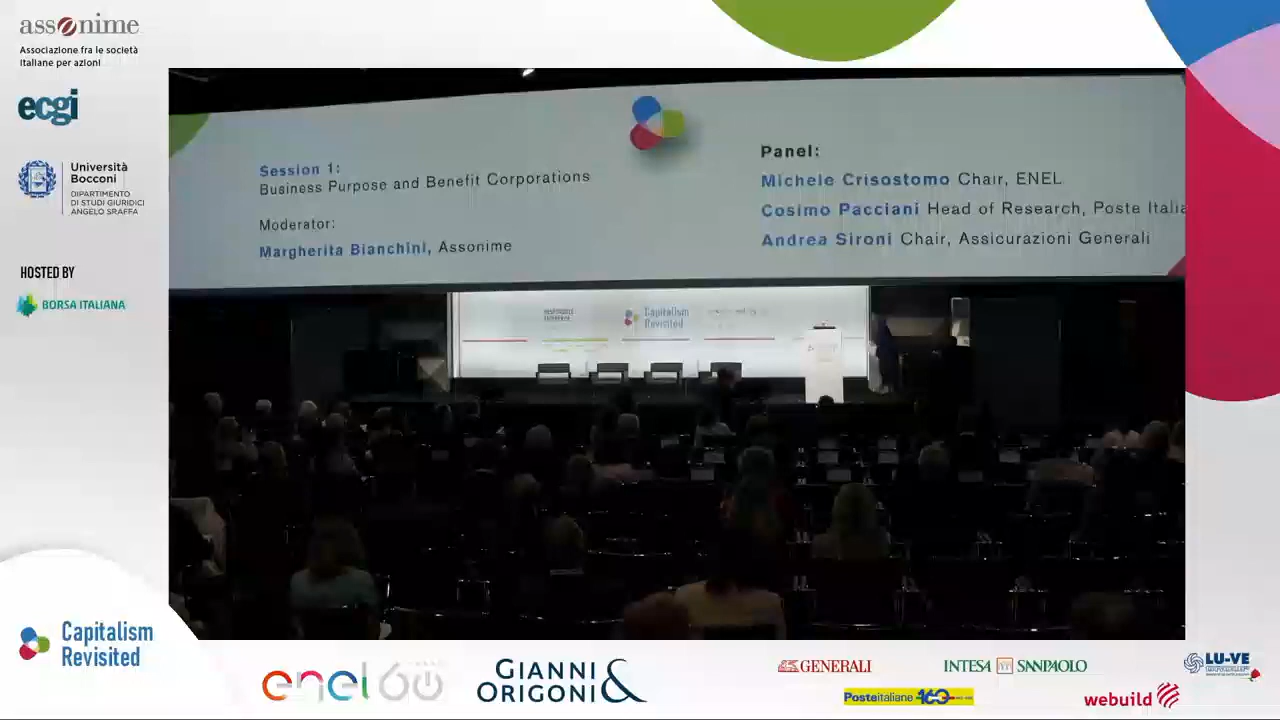 assonime
Associazione fra le società
italiane per azioni
ecgi
Università
Bocconi
DIPARTIMENTO
DI STUDI GIURIDICI
ANGELO SRAFFA
HOSTED BY
BORSA ITALIANA
Session 1:
Business Purpose and Benefit Corporations
Moderator:
Margherita Bianchini, Assonime
Panel:
Michele Crisostomo Chair, ENEL
Cosimo Pacciani Head of Research, Poste Italia
Andrea Sironi Chair, Assicurazioni Generali
Capitalism
Revisited
Capitalism
Revisited
enel 60
GIANNI
ORIGONI &
GENERALI
INTESA SANPAOLO
LU-VE
Posteitaliane 160
webuild